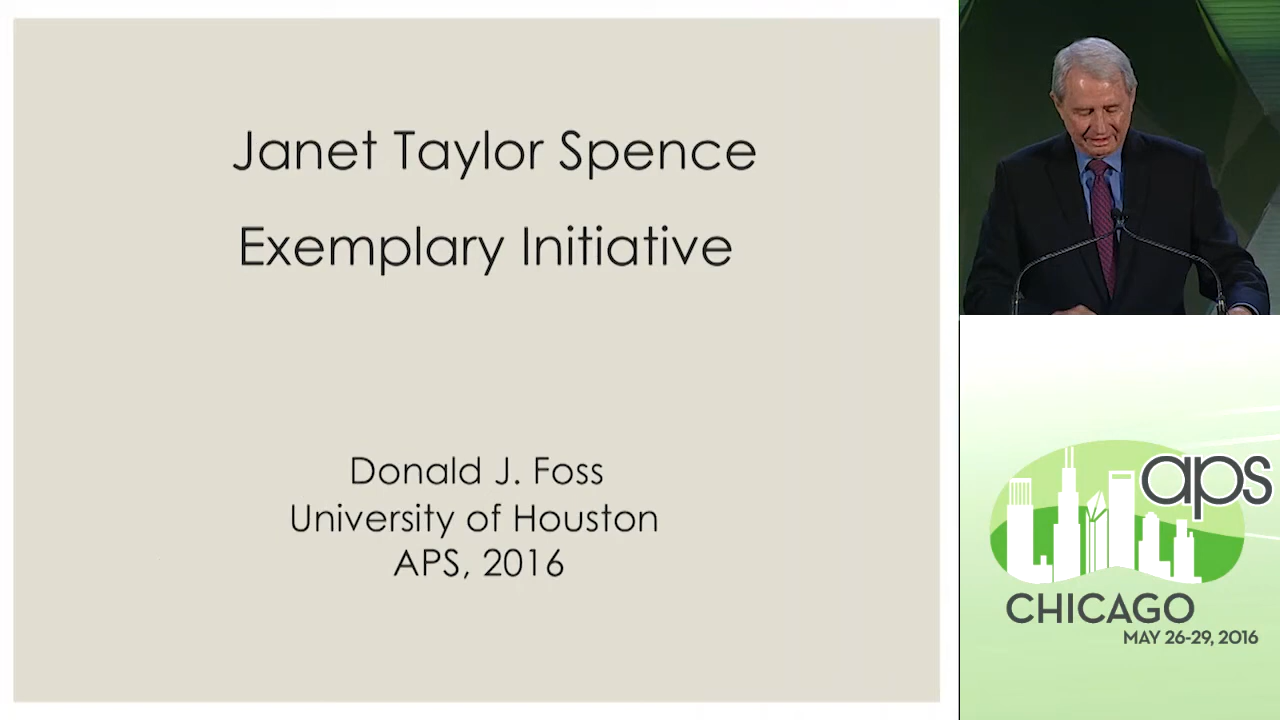 Janet Taylor Spence
Exemplary Initiative
Donald J. Foss
University of Houston
APS, 2016
aps
CHICAGO
MAY 26-29, 2016